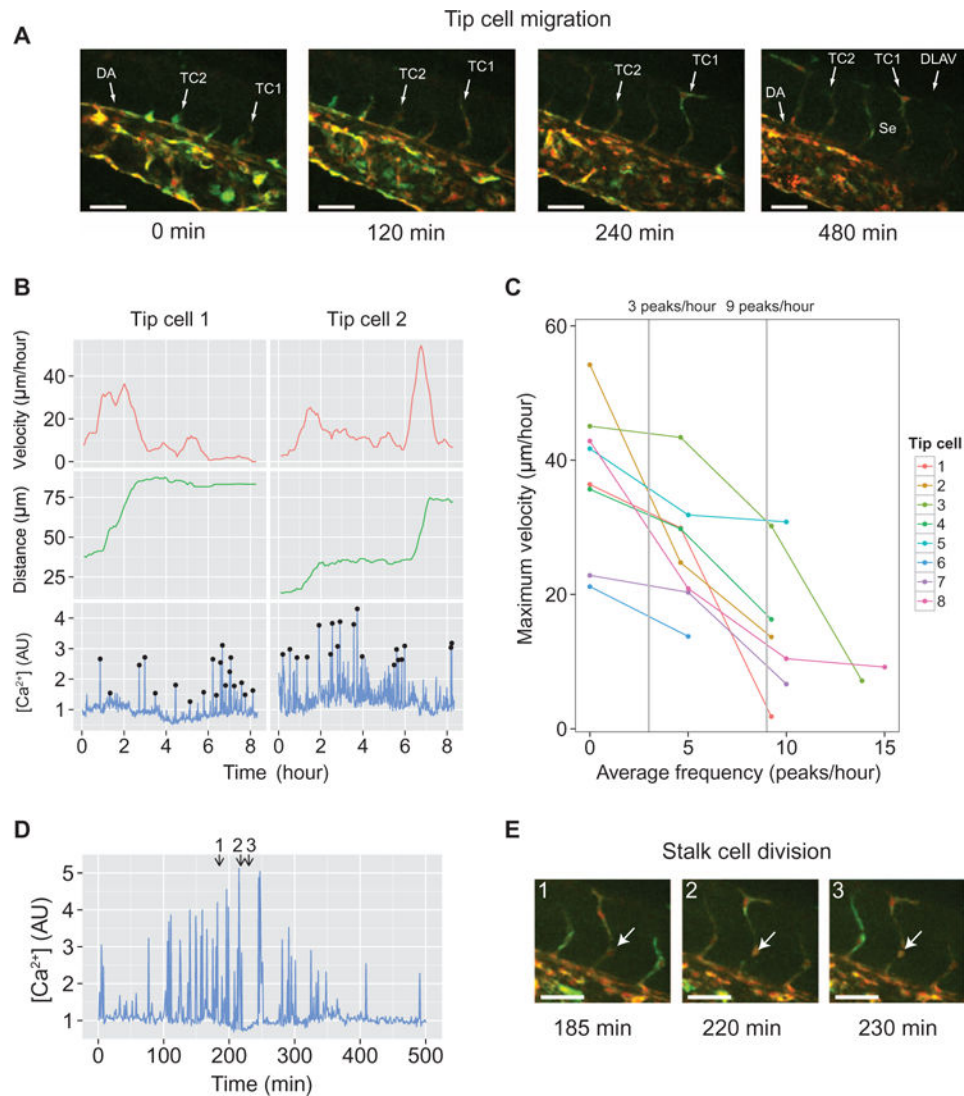 Tip cell migration
A
DA TC2 TC1
TC2 TC1
TC2 TC1
DA TC2 TC1 DLAV Se
0 min 120 min 240 min 480 min
B
Tip cell 1 Tip cell 2
Velocity (µm/hour)
40
20
0
Distance (µm)
75
50
25
[Ca²⁺] (AU)
4
3
2
1
0 2 4 6 8 0 2 4 6 8
Time (hour)
C
3 peaks/hour 9 peaks/hour
Maximum velocity (µm/hour)
60
40
20
0
0 5 10 15
Average frequency (peaks/hour)
Tip cell
1
2
3
4
5
6
7
8
D
1 2 3
[Ca²⁺] (AU)
5
4
3
2
1
0 100 200 300 400 500
Time (min)
E
Stalk cell division
1 2 3
185 min 220 min 230 min